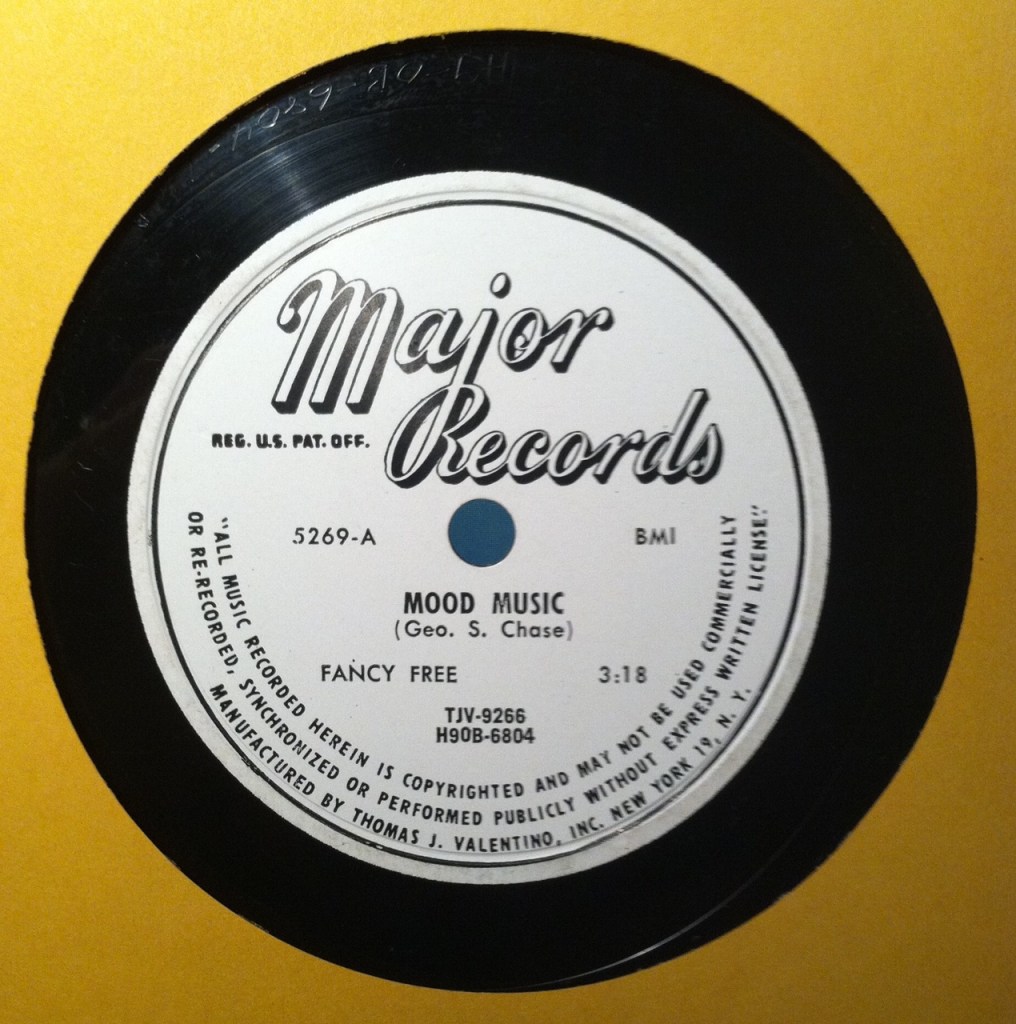 Major
Records
REG. U.S. PAT. OFF.
5269-A
BMI
MOOD MUSIC
(Geo. S. Chase)
FANCY FREE
3:18
TJV-9266
H90B-6804
"ALL MUSIC RECORDED HEREIN IS COPYRIGHTED AND MAY NOT BE USED COMMERCIALLY
OR RE-RECORDED, SYNCHRONIZED OR PERFORMED PUBLICLY WITHOUT EXPRESS WRITTEN LICENSE."
MANUFACTURED BY THOMAS J. VALENTINO, INC. NEW YORK 19, N. Y.